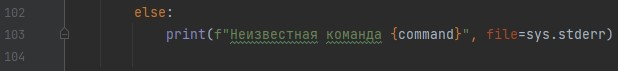 102 else:
103 print(f"Неизвестная команда {command}", file=sys.stderr)
104